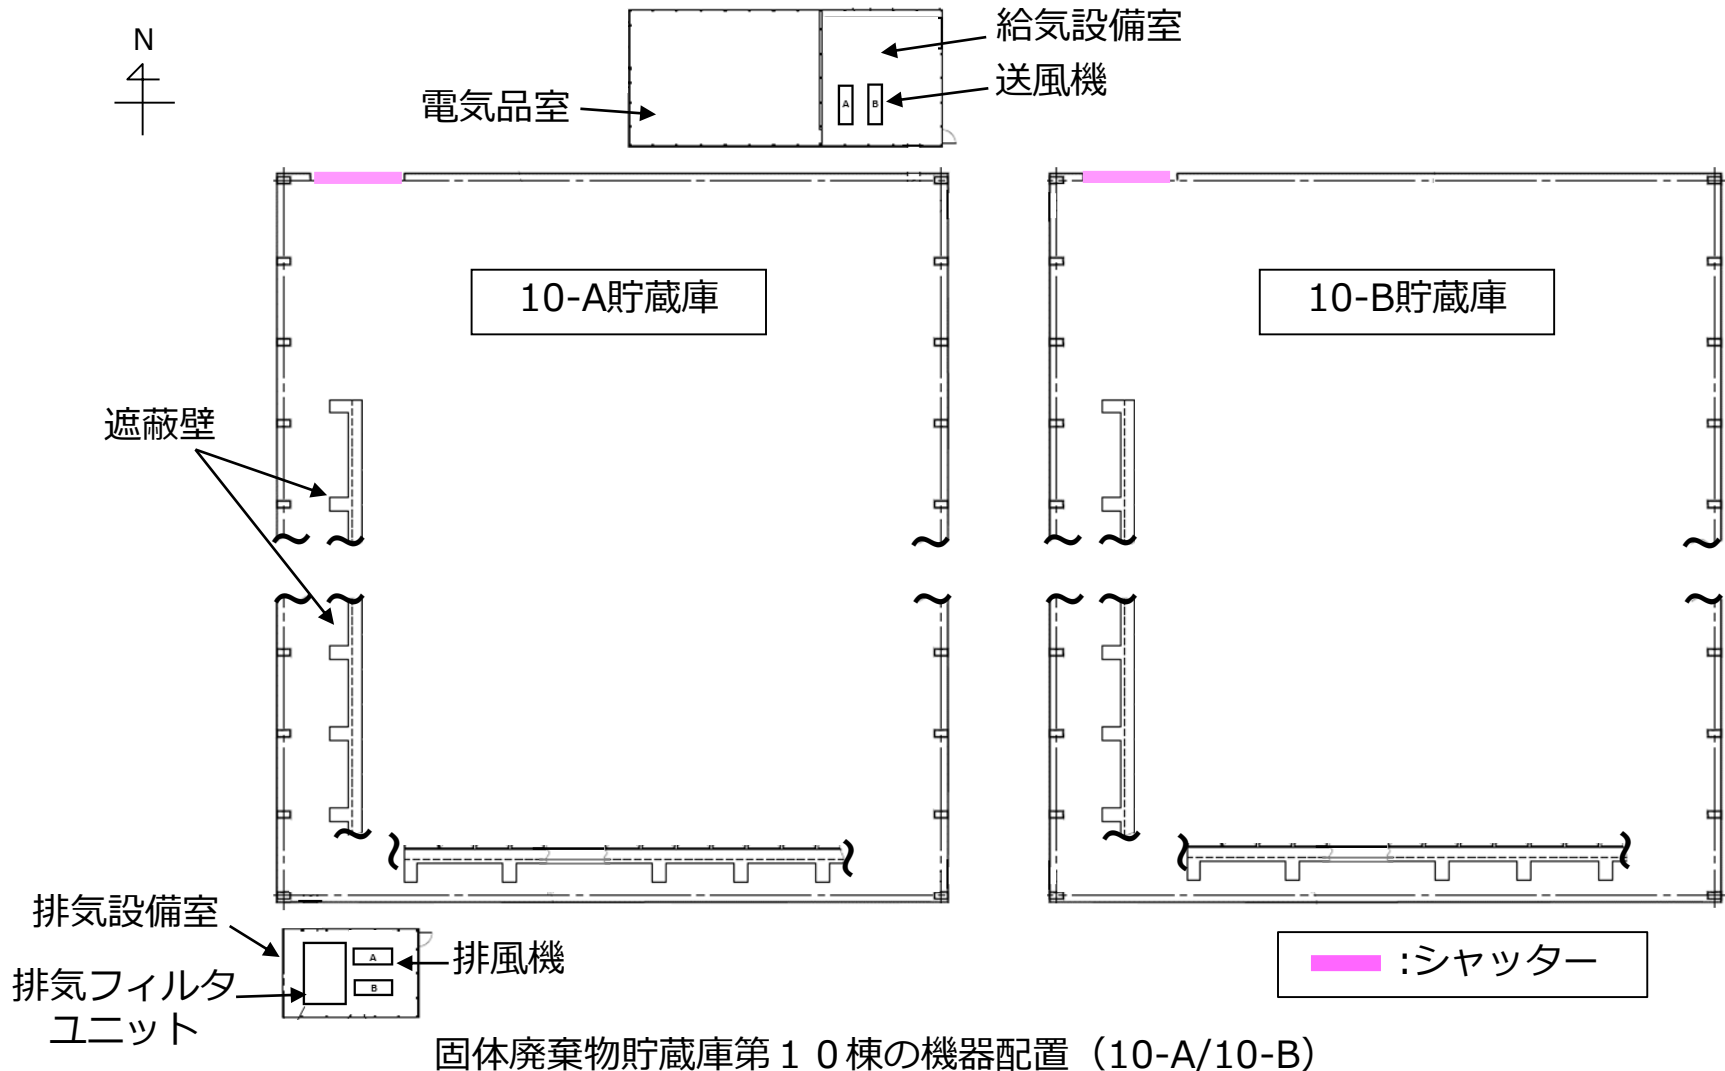 N
給気設備室
送風機
電気品室
A
B
10-A貯蔵庫
10-B貯蔵庫
遮蔽壁
排気設備室
排風機
A
B
排気フィルタ
ユニット
:シャッター
固体廃棄物貯蔵庫第１０棟の機器配置（10-A/10-B）